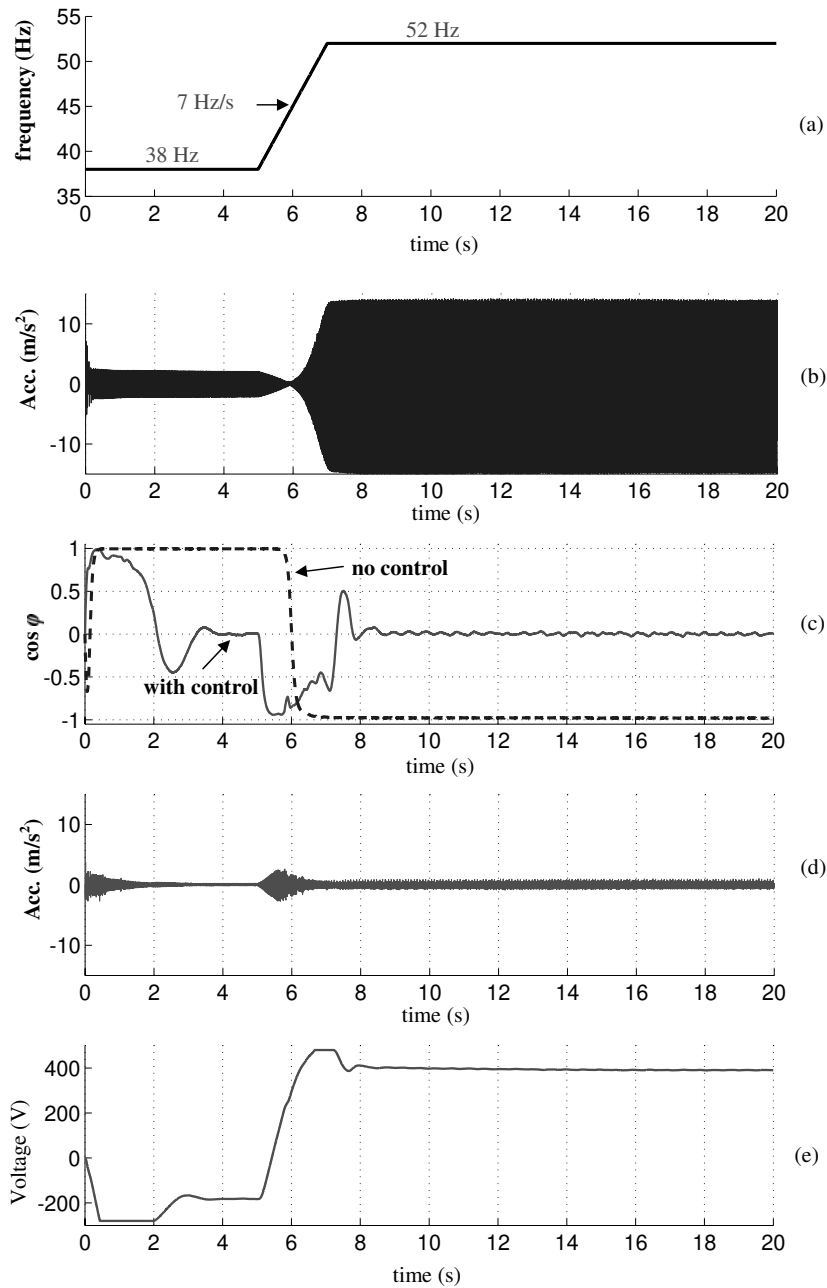 55
50
45
40
35
frequency (Hz)
52 Hz
7 Hz/s
38 Hz
(a)
0 2 4 6 8 10 12 14 16 18 20
time (s)
10
0
-10
Acc. (m/s²)
(b)
0 2 4 6 8 10 12 14 16 18 20
time (s)
1
0.5
0
-0.5
-1
cos φ
no control
with control
(c)
0 2 4 6 8 10 12 14 16 18 20
time (s)
10
0
-10
Acc. (m/s²)
(d)
0 2 4 6 8 10 12 14 16 18 20
time (s)
400
200
0
-200
Voltage (V)
(e)
0 2 4 6 8 10 12 14 16 18 20
time (s)